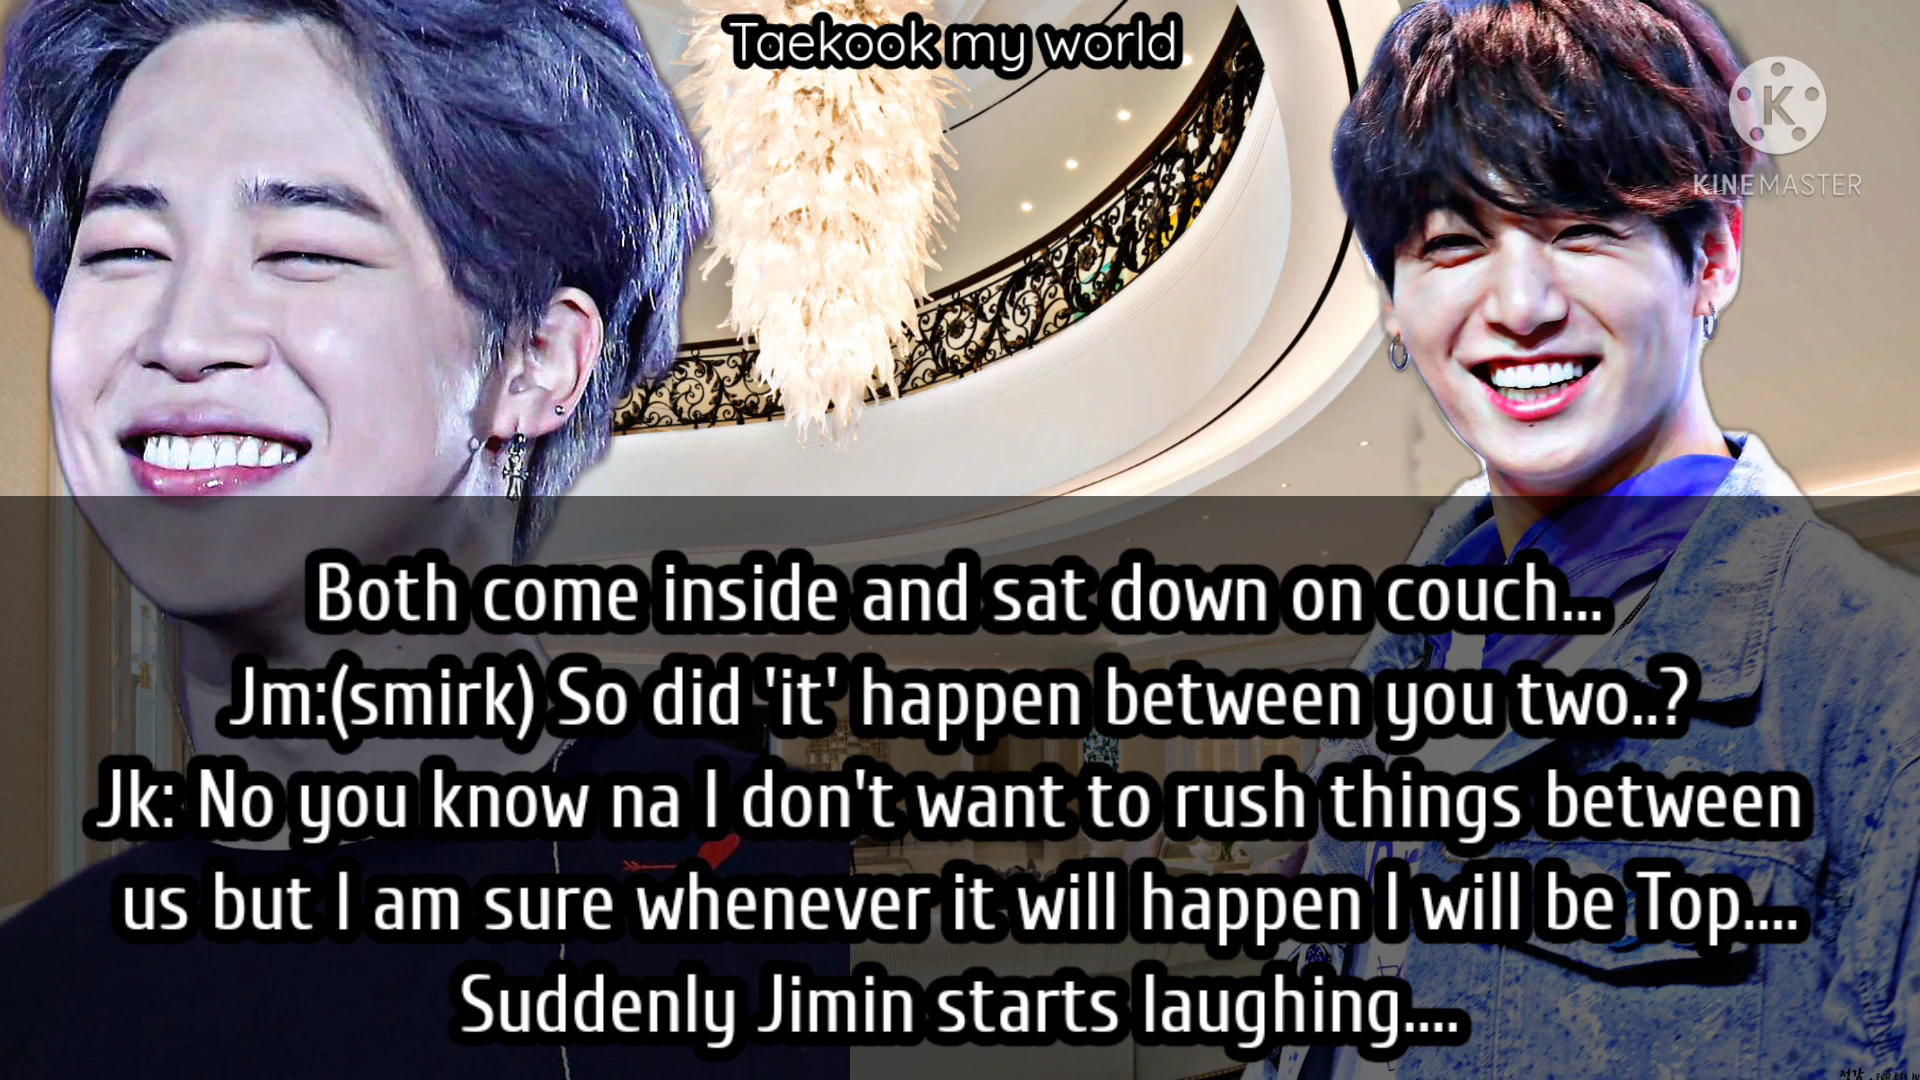 Taekook my world
K
KINEMASTER
Both come inside and sat down on couch...
Jm:(smirk) So did 'it' happen between you two..?
Jk: No you know na I don't want to rush things between
us but I am sure whenever it will happen I will be Top....
Suddenly Jimin starts laughing....